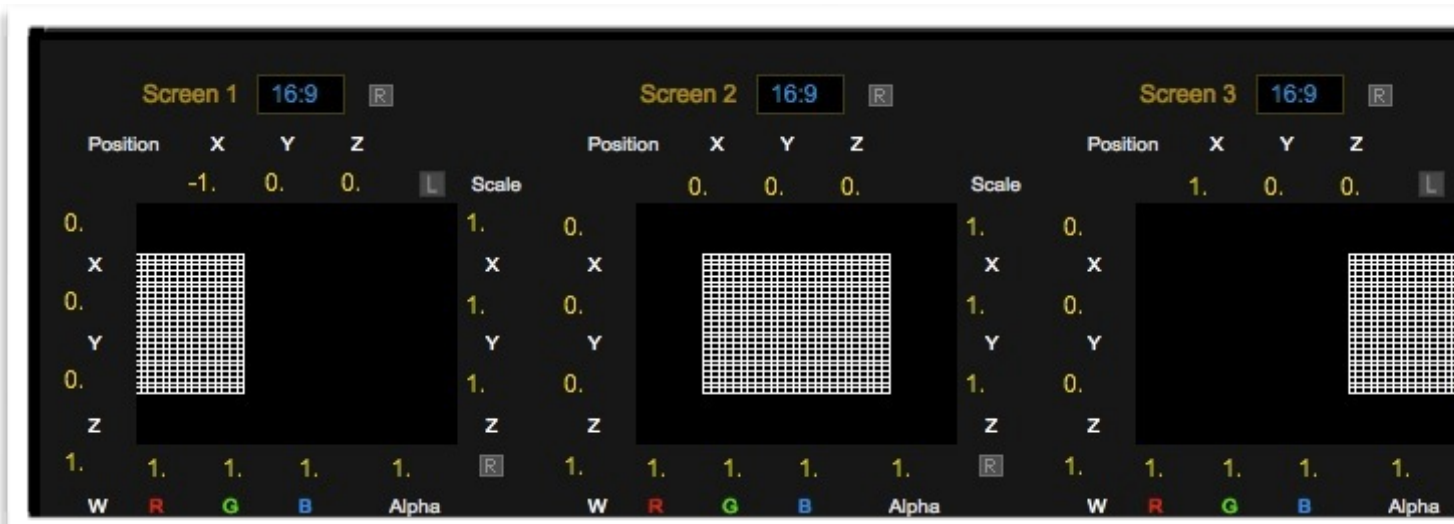 Screen 1 16:9 R Screen 2 16:9 R Screen 3 16:9 R
Position X Y Z Position X Y Z Position X Y Z
-1. 0. 0. L Scale 0. 0. 0. Scale 1. 0. 0. L
0. 1. 0. 1. 0.
X X X X X
0. 1. 0. 1. 0.
Y Y Y Y Y
0. 1. 0. 1. 0.
Z Z Z Z Z
1. 1. 1. 1. 1. R 1. 1. 1. 1. 1. R 1. 1. 1. 1. 1.
W R G B Alpha W R G B Alpha W R G B Alpha